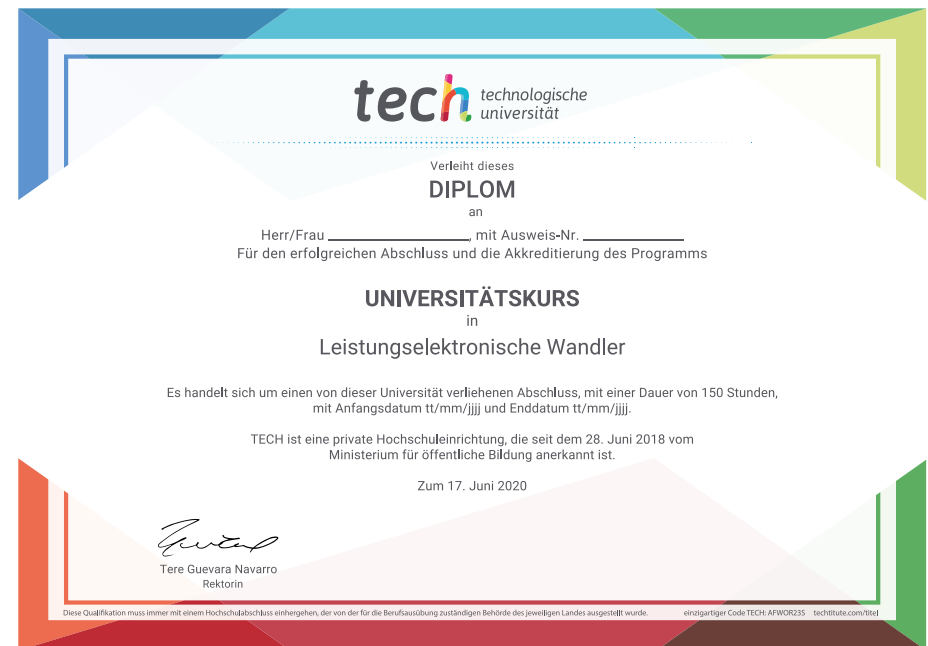 tech technologische
universität
Verleiht dieses
DIPLOM
an
Herr/Frau ________________, mit Ausweis-Nr. ____________
Für den erfolgreichen Abschluss und die Akkreditierung des Programms
UNIVERSITÄTSKURS
in
Leistungselektronische Wandler
Es handelt sich um einen von dieser Universität verliehenen Abschluss, mit einer Dauer von 150 Stunden,
mit Anfangsdatum tt/mm/jjjj und Enddatum tt/mm/jjjj.
TECH ist eine private Hochschuleinrichtung, die seit dem 28. Juni 2018 vom
Ministerium für öffentliche Bildung anerkannt ist.
Zum 17. Juni 2020
Tere Guevara Navarro
Rektorin
Diese Qualifikation muss immer mit einem Hochschulabschluss einhergehen, der von der für die Berufsausübung zuständigen Behörde des jeweiligen Landes ausgestellt wurde. einzigartiger Code TECH: AFWOR23S techtitute.com/titel